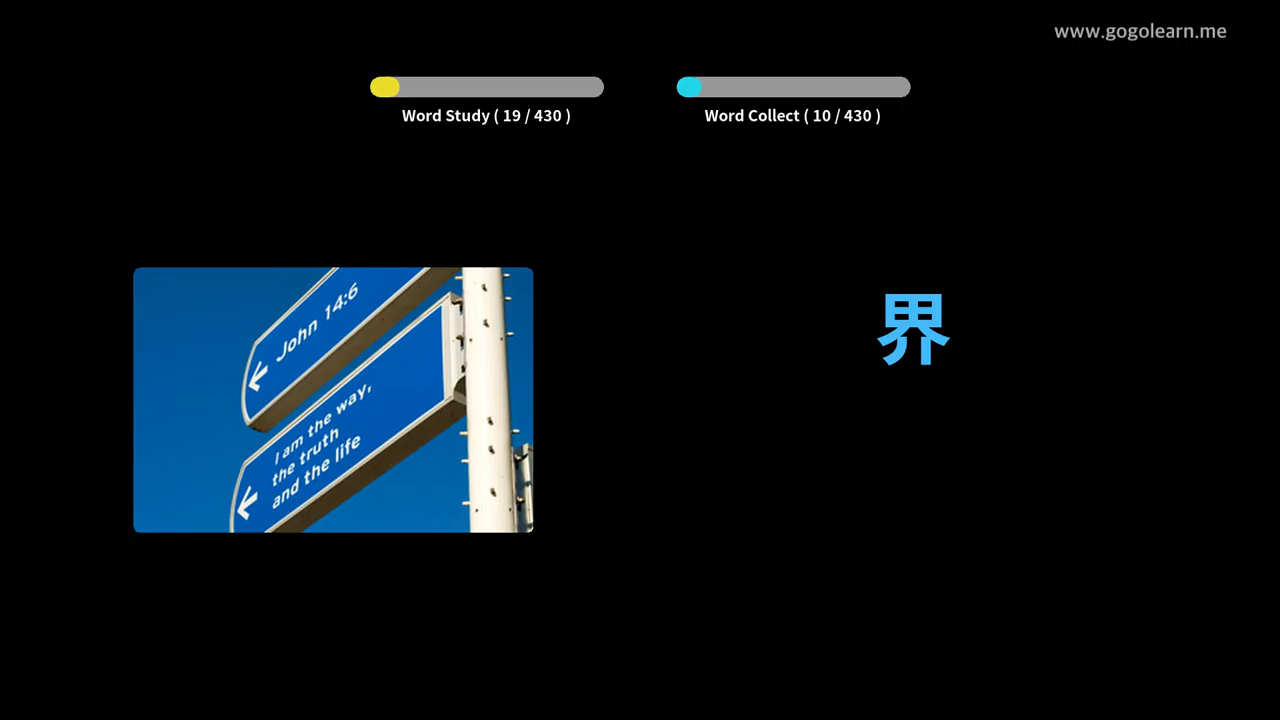 www.gogolearn.me
Word Study ( 19 / 430 )
Word Collect ( 10 / 430 )
John 14:6
I am the way,
the truth
and the life
界